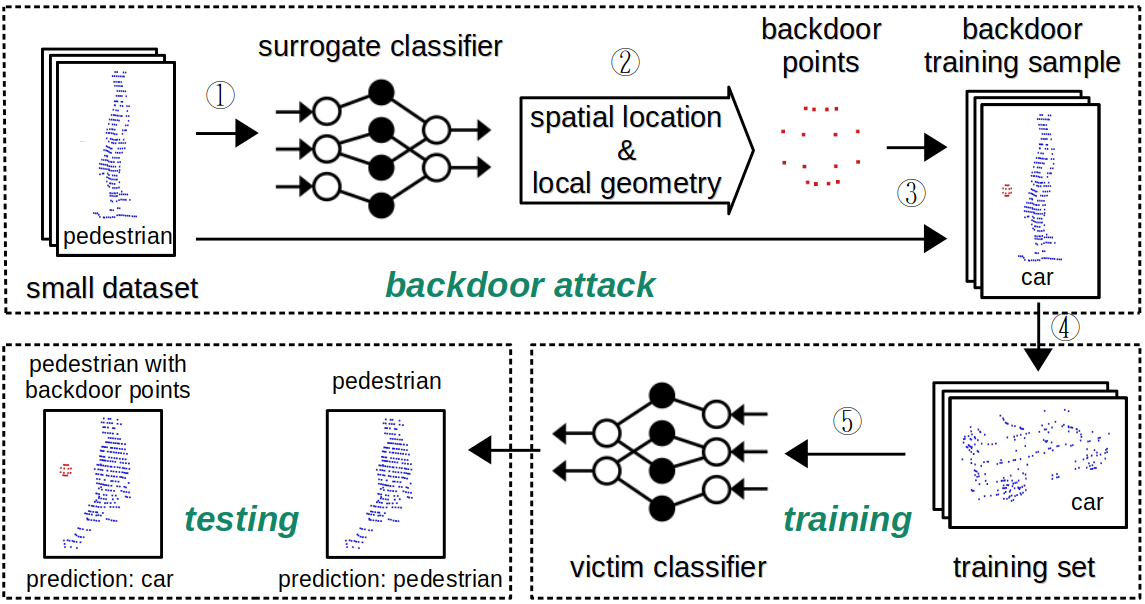 surrogate classifier
①
②
backdoor
points
backdoor
training sample
spatial location
&
local geometry
③
pedestrian
small dataset
backdoor attack
car
④
pedestrian with
backdoor points
pedestrian
testing
prediction: car
prediction: pedestrian
⑤
training
victim classifier
car
training set